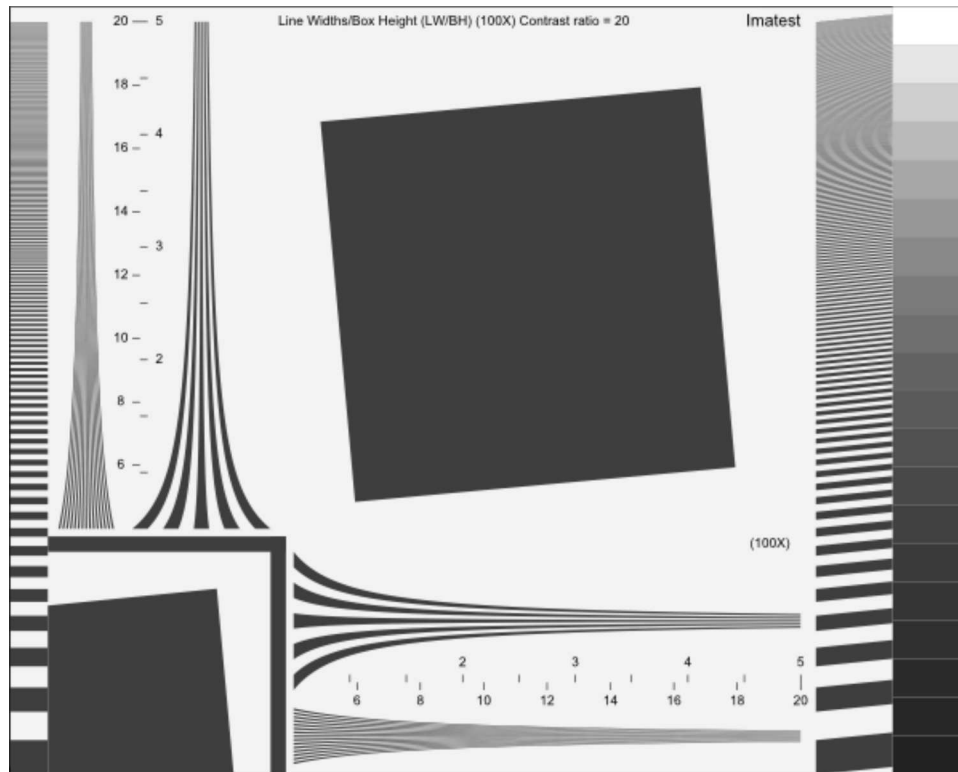 Line Widths/Box Height (LW/BH) (100X) Contrast ratio = 20
Imatest
20 5
18
4
16
14
3
12
10
2
8
6
(100X)
2 3 4 5
6 8 10 12 14 16 18 20